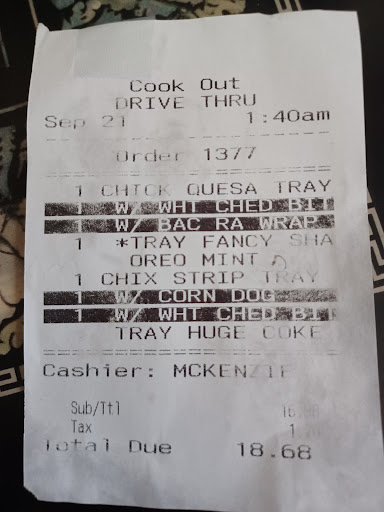 Cook Out
DRIVE THRU
Sep 21 1:40am
Order 1377
1 CHICK QUESA TRAY
1 W/ WHT CHED BIT
1 W/ BAC RA WRAP
1 *TRAY FANCY SHA
OREO MINT
1 CHIX STRIP TRAY
1 W/ CORN DOG
1 W/ WHT CHED BIT
TRAY HUGE COKE
Cashier: MCKENZIE
Sub/Ttl
Tax
Total Due 18.68